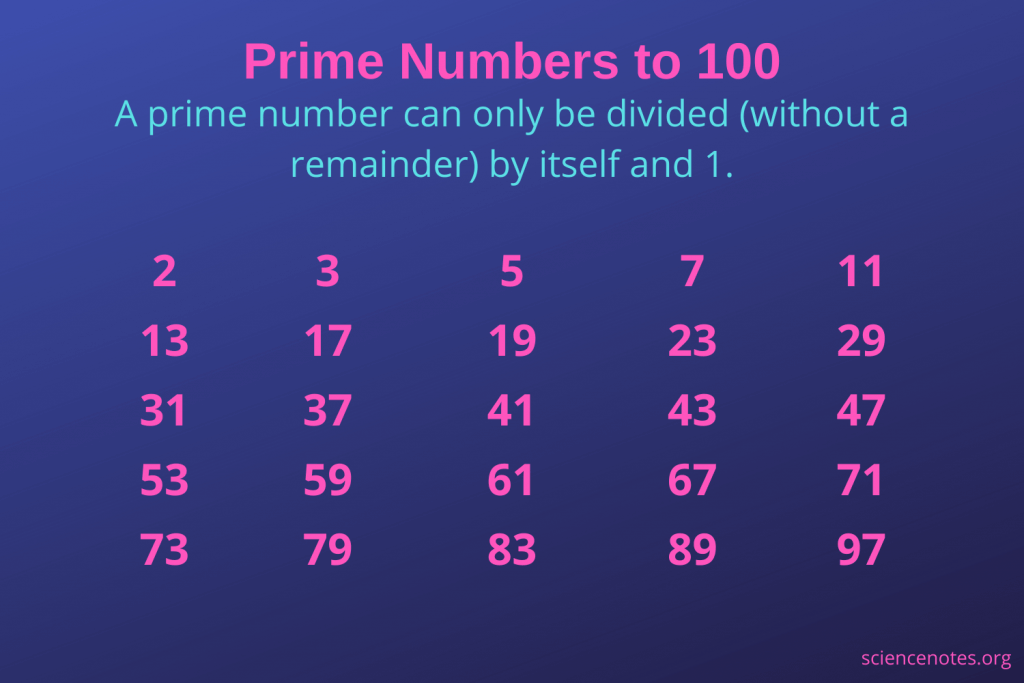 Prime Numbers to 100
A prime number can only be divided (without a
remainder) by itself and 1.
2 3 5 7 11
13 17 19 23 29
31 37 41 43 47
53 59 61 67 71
73 79 83 89 97
sciencenotes.org